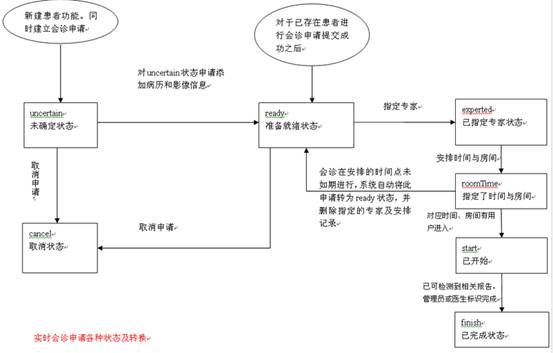 新建患者功能。同
时建立会诊申请
对于已存在患者进
行会诊申请提交成
功之后
对uncertain状态申请添
加病历和影像信息
uncertain
未确定状态
ready
准备就绪状态
指定专家
experted
已指定专家状态
安排时间与房间
取消申请
会诊在安排的时间点未
如期进行，系统自动将此
申请转为 ready 状态，并
删除指定的专家及安排
记录
roomTime
指定了时间与房间
对应时间、房间有用
户进入
cancel
取消状态
取消申请
start
已开始
已可检测到相关报告，
管理员或医生标识完成
finish
已完成状态
实时会诊申请各种状态及转换